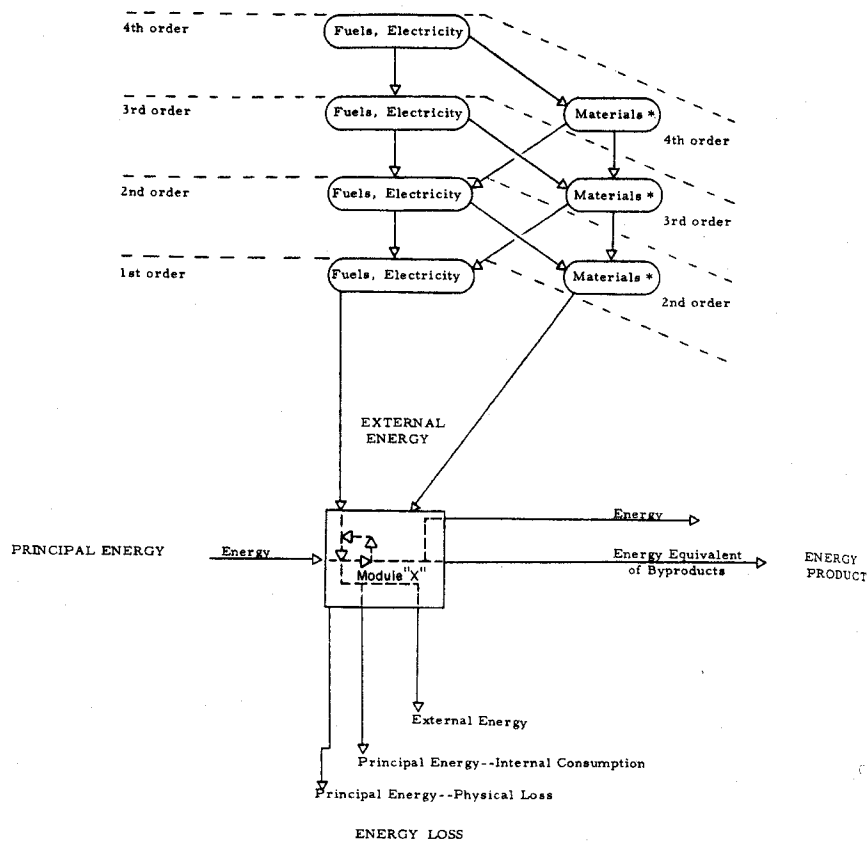 4th order
Fuels, Electricity
3rd order
Fuels, Electricity
Materials *
4th order
2nd order
Fuels, Electricity
Materials *
3rd order
1st order
Fuels, Electricity
Materials *
2nd order
EXTERNAL
ENERGY
Energy
PRINCIPAL ENERGY
Energy
Module "X"
Energy Equivalent
of Byproducts
ENERGY
PRODUCT
External Energy
Principal Energy--Internal Consumption
Principal Energy--Physical Loss
ENERGY LOSS